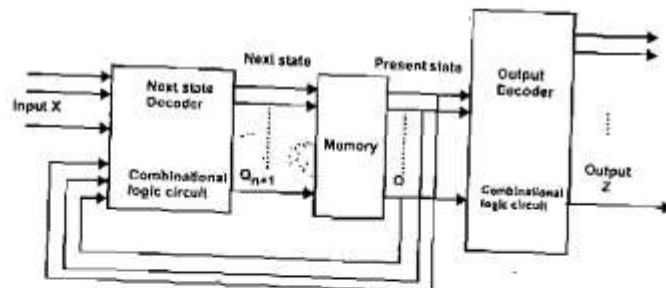 Next state
Present state
Next state
Decoder
Output
Decoder
Input X
Memory
Output
Z
Combinational
logic circuit
Qn+1
Q
Combinational
logic circuit